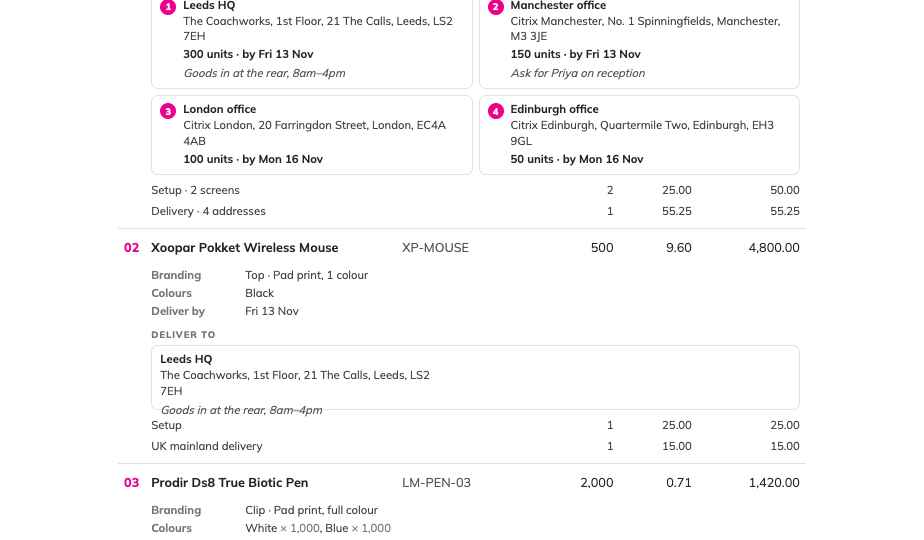 1 Leeds HQ
The Coachworks, 1st Floor, 21 The Calls, Leeds, LS2
7EH
300 units · by Fri 13 Nov
Goods in at the rear, 8am–4pm
2 Manchester office
Citrix Manchester, No. 1 Spinningfields, Manchester,
M3 3JE
150 units · by Fri 13 Nov
Ask for Priya on reception
3 London office
Citrix London, 20 Farringdon Street, London, EC4A
4AB
100 units · by Mon 16 Nov
4 Edinburgh office
Citrix Edinburgh, Quartermile Two, Edinburgh, EH3
9GL
50 units · by Mon 16 Nov
Setup · 2 screens 2 25.00 50.00
Delivery · 4 addresses 1 55.25 55.25
02 Xoopar Pokket Wireless Mouse XP-MOUSE 500 9.60 4,800.00
Branding Top · Pad print, 1 colour
Colours Black
Deliver by Fri 13 Nov
DELIVER TO
Leeds HQ
The Coachworks, 1st Floor, 21 The Calls, Leeds, LS2
7EH
Goods in at the rear, 8am–4pm
Setup 1 25.00 25.00
UK mainland delivery 1 15.00 15.00
03 Prodir Ds8 True Biotic Pen LM-PEN-03 2,000 0.71 1,420.00
Branding Clip · Pad print, full colour
Colours White × 1,000, Blue × 1,000